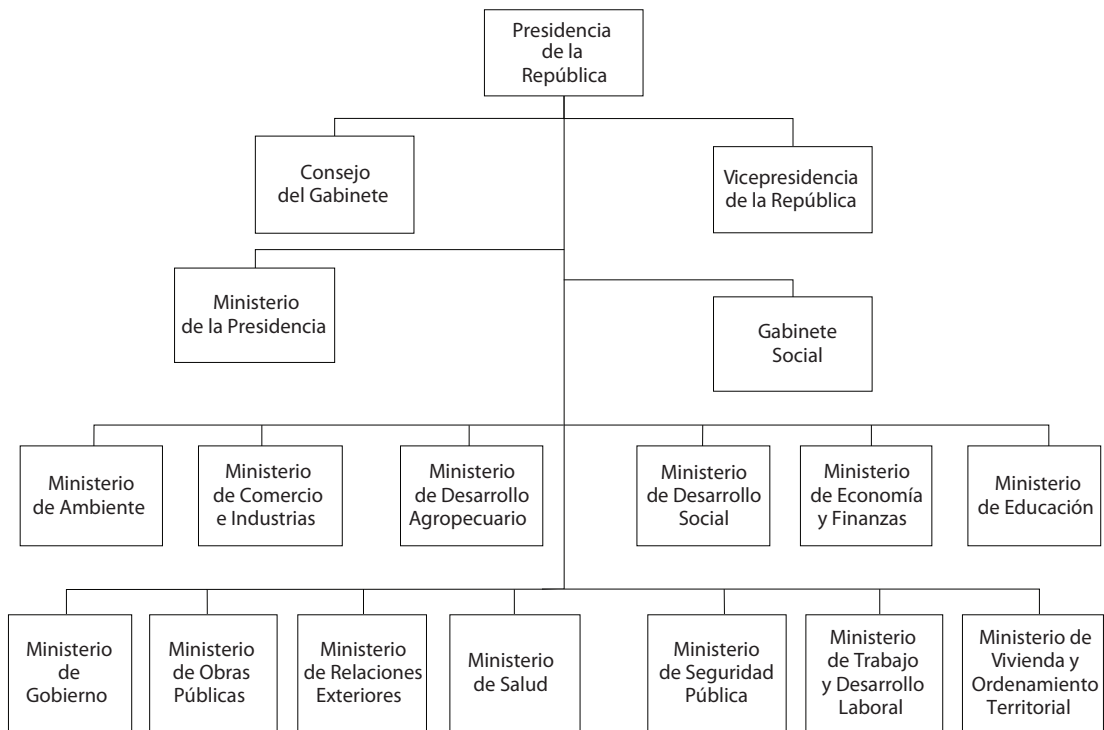 Presidencia
de la
República
Consejo
del Gabinete
Vicepresidencia
de la República
Ministerio
de la Presidencia
Gabinete
Social
Ministerio
de Ambiente
Ministerio
de Comercio
e Industrias
Ministerio
de Desarrollo
Agropecuario
Ministerio
de Desarrollo
Social
Ministerio
de Economía
y Finanzas
Ministerio
de Educación
Ministerio
de
Gobierno
Ministerio
de Obras
Públicas
Ministerio
de Relaciones
Exteriores
Ministerio
de Salud
Ministerio
de Seguridad
Pública
Ministerio
de Trabajo
y Desarrollo
Laboral
Ministerio de
Vivienda y
Ordenamiento
Territorial